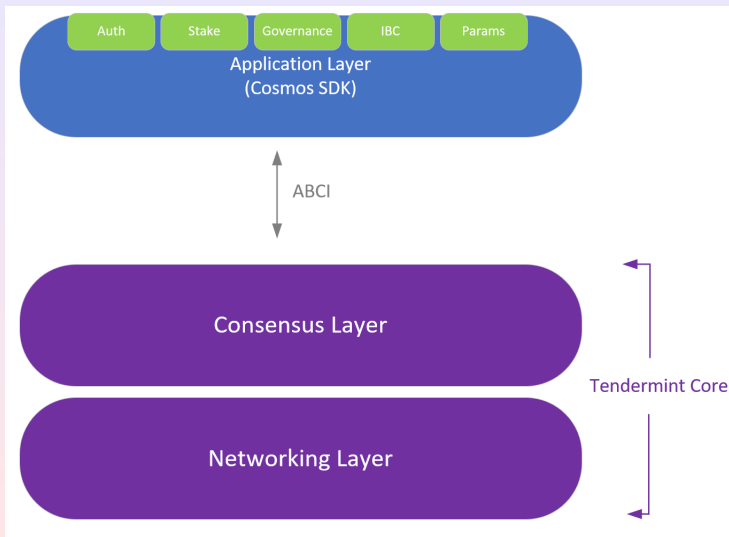 Auth
Stake
Governance
IBC
Params
Application Layer
(Cosmos SDK)
ABCI
Consensus Layer
Tendermint Core
Networking Layer